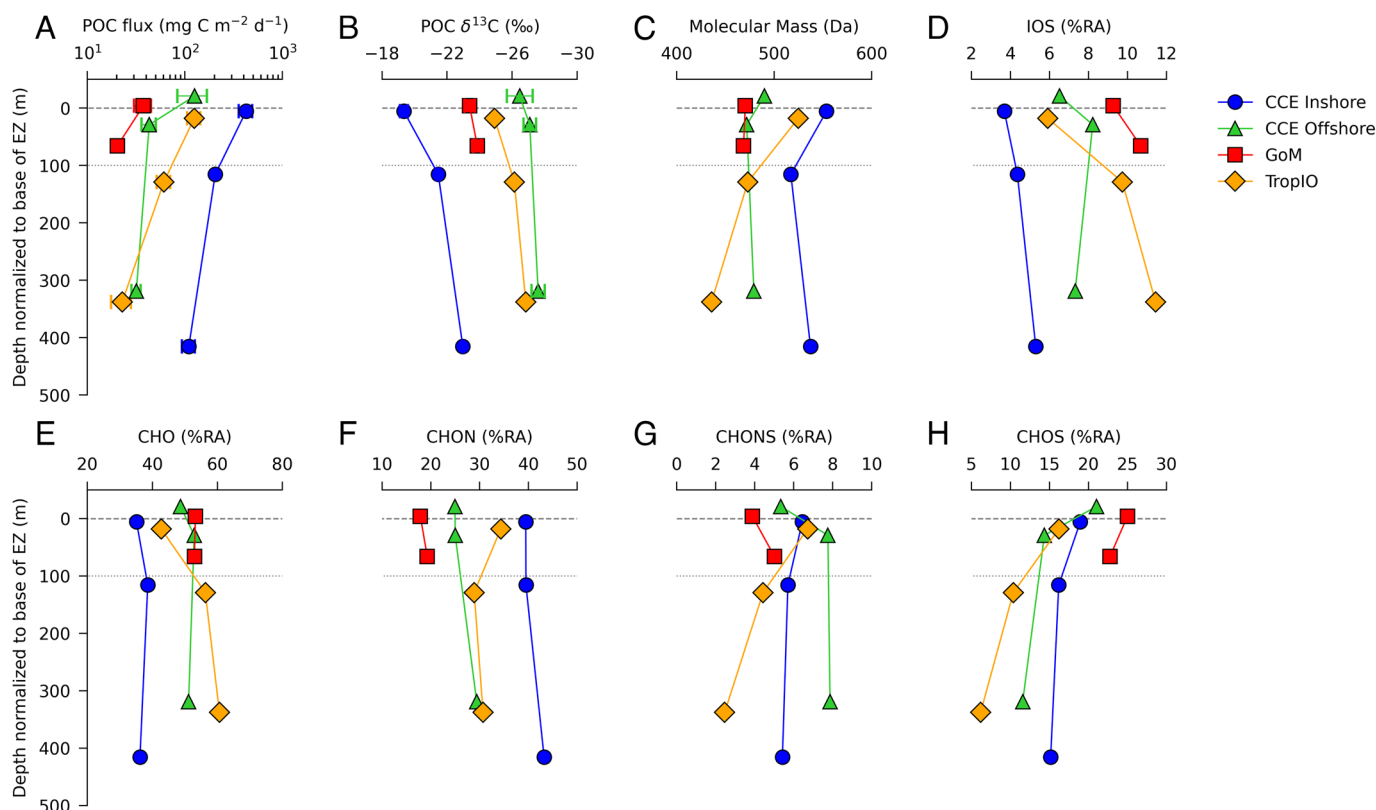 A
POC flux (mg C m−2 d−1)
101 102 103
B
POC δ13C (‰)
−18 −22 −26 −30
C
Molecular Mass (Da)
400 500 600
D
IOS (%RA)
2 4 6 8 10 12
Depth normalized to base of EZ (m)
0
100
200
300
400
500
CCE Inshore
CCE Offshore
GoM
TropIO
E
CHO (%RA)
20 40 60 80
F
CHON (%RA)
10 20 30 40 50
G
CHONS (%RA)
0 2 4 6 8 10
H
CHOS (%RA)
5 10 15 20 25 30
Depth normalized to base of EZ (m)
0
100
200
300
400
500